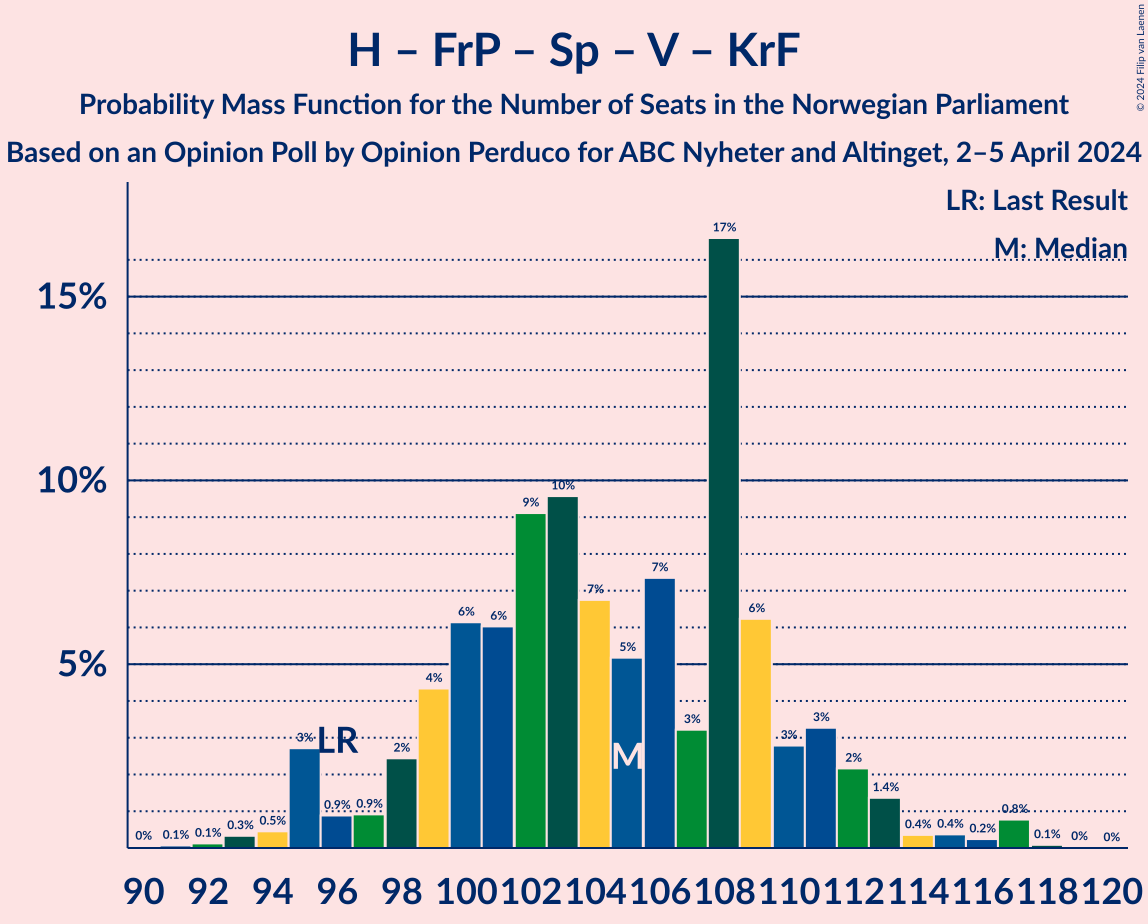 H – FrP – Sp – V – KrF
Probability Mass Function for the Number of Seats in the Norwegian Parliament
Based on an Opinion Poll by Opinion Perduco for ABC Nyheter and Altinget, 2–5 April 2024
© 2024 Filip van Laenen
LR: Last Result
M: Median
15%
10%
5%
0% 0.1% 0.1% 0.3% 0.5% 3% 0.9% 0.9% 2% 4% 6% 6% 9% 10% 7% 5% 7% 3% 17% 6% 3% 3% 2% 1.4% 0.4% 0.4% 0.2% 0.8% 0.1% 0% 0%
LR
M
90 92 94 96 98 100 102 104 106 108 110 112 114 116 118 120